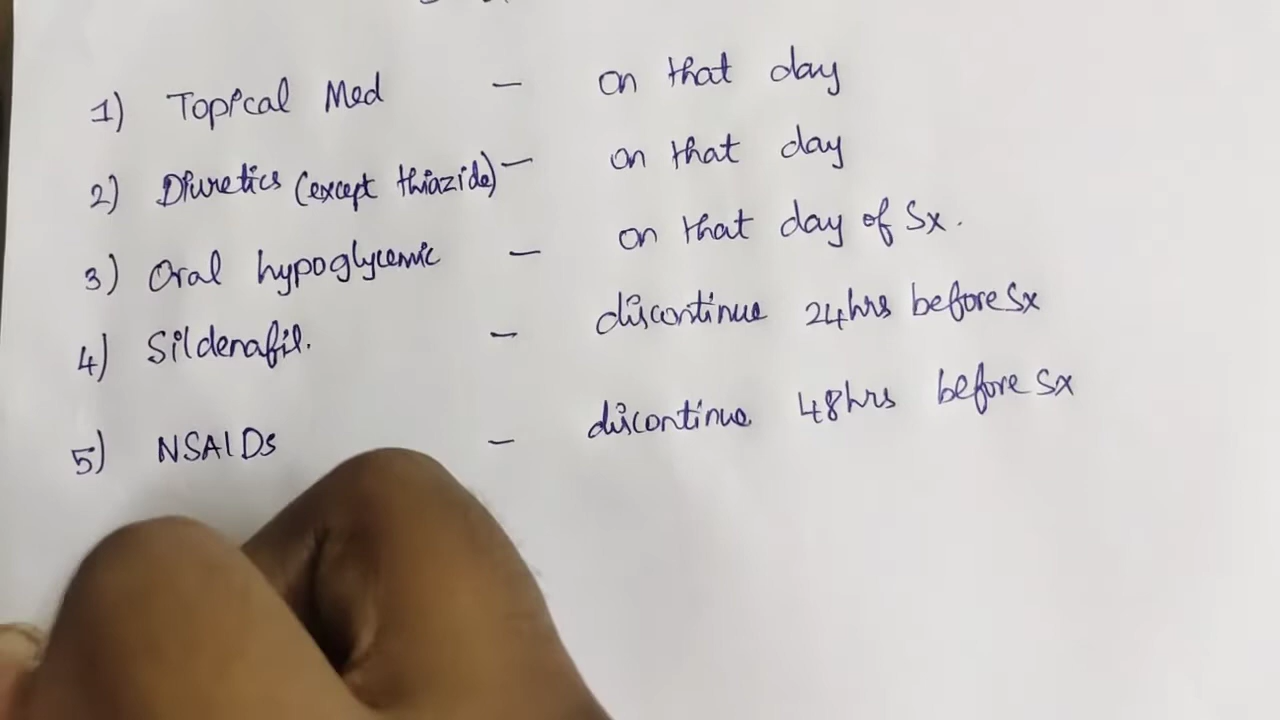 1) Topical Med - on that day
2) Diuretics (except thiazide) - on that day
3) Oral hypoglycemic - on that day of Sx.
4) Sildenafil. - discontinue 24hrs before Sx
5) NSAIDs - discontinue 48hrs before Sx